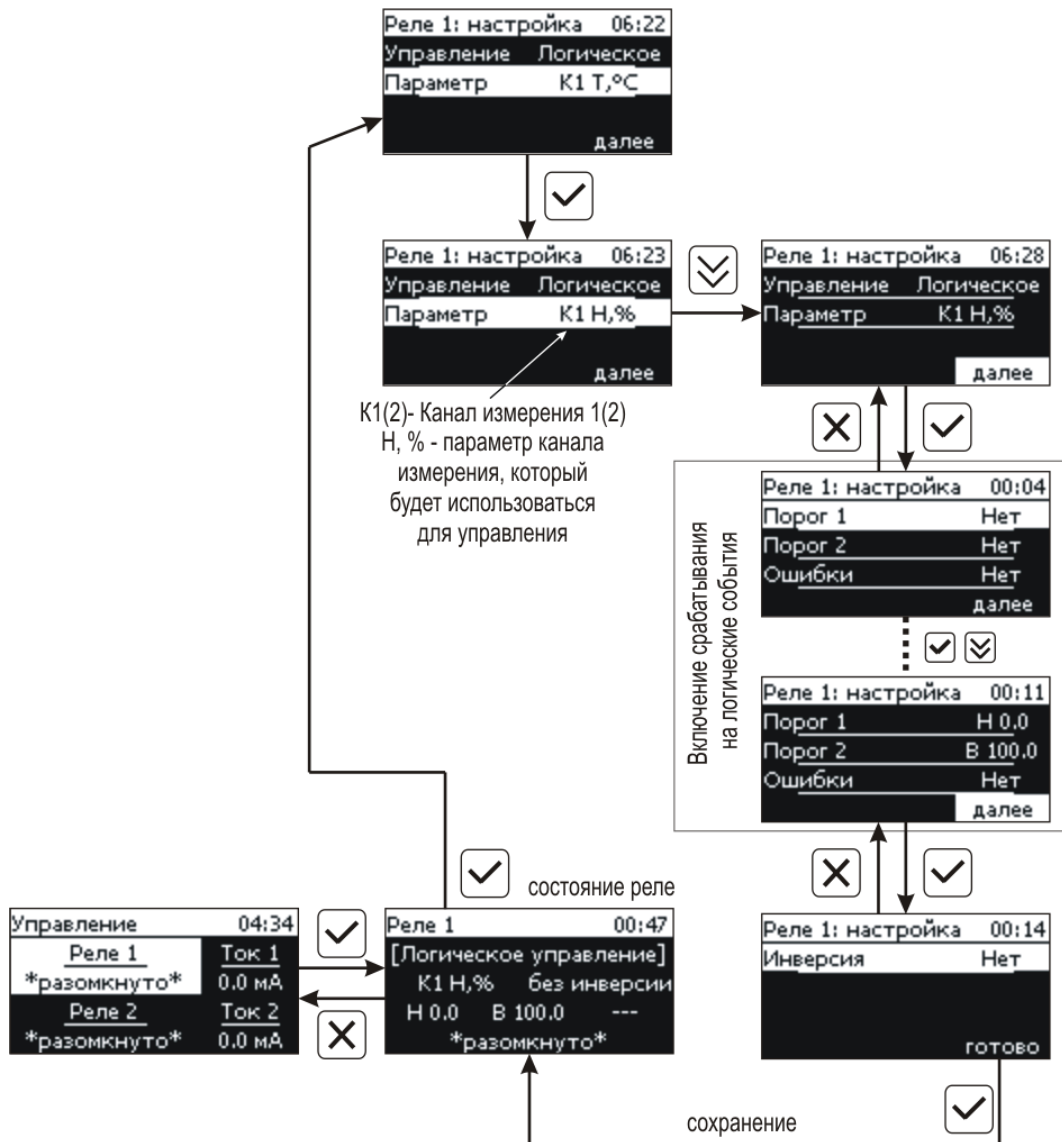 Реле 1: настройка 06:22
Управление Логическое
Параметр К1 Т,°С
далее
Реле 1: настройка 06:23
Управление Логическое
Параметр К1 Н,%
далее
Реле 1: настройка 06:28
Управление Логическое
Параметр К1 Н,%
далее
К1(2)- Канал измерения 1(2)
Н, % - параметр канала
измерения, который
будет использоваться
для управления
Включение срабатывания
на логические события
Реле 1: настройка 00:04
Порог 1 Нет
Порог 2 Нет
Ошибки Нет
далее
Реле 1: настройка 00:11
Порог 1 Н 0.0
Порог 2 В 100.0
Ошибки Нет
далее
состояние реле
Управление 04:34
Реле 1 Ток 1
*разомкнуто* 0.0 мА
Реле 2 Ток 2
*разомкнуто* 0.0 мА
Реле 1 00:47
[Логическое управление]
К1 Н,% без инверсии
Н 0.0 В 100.0 ---
*разомкнуто*
Реле 1: настройка 00:14
Инверсия Нет
готово
сохранение